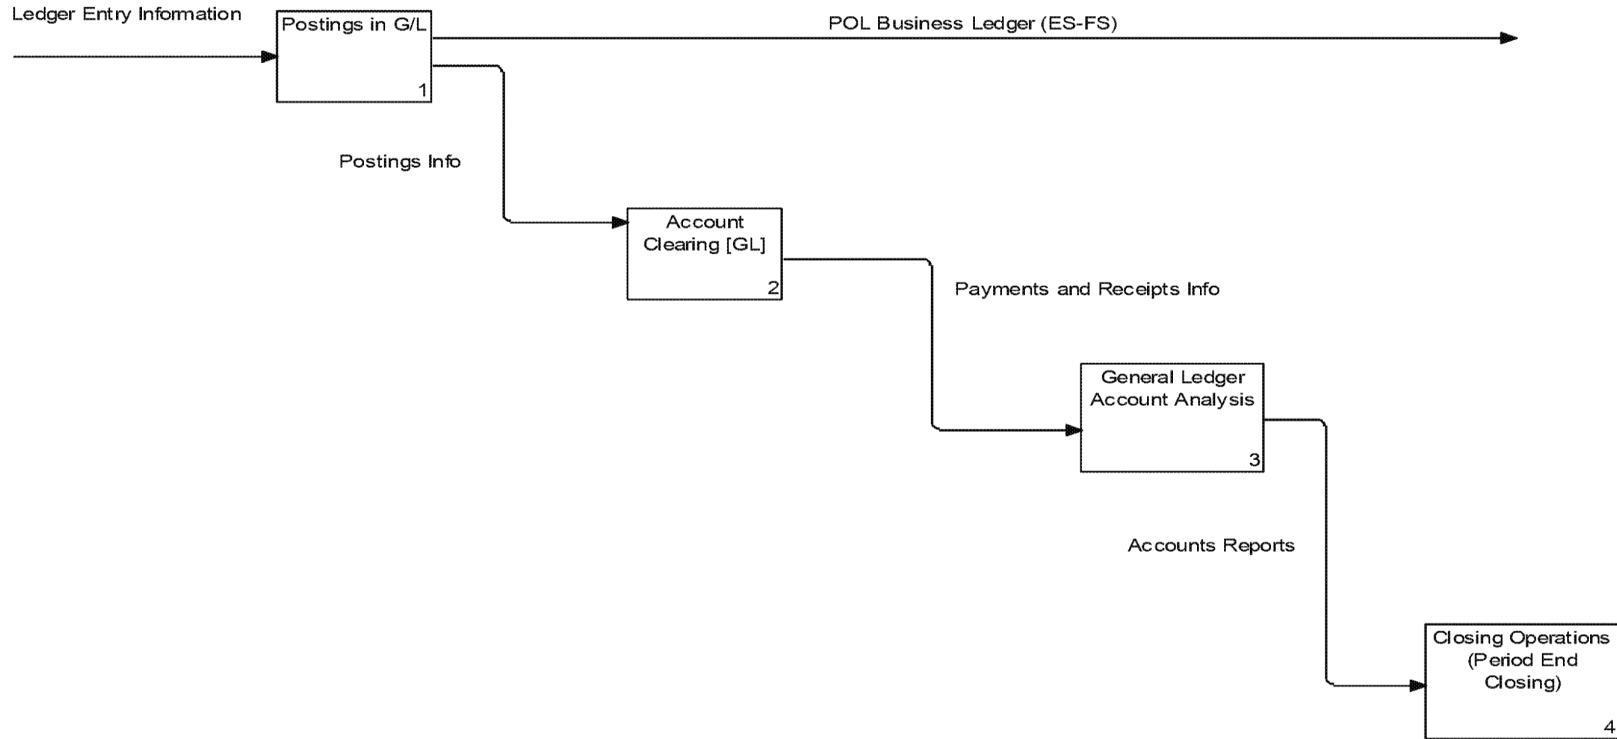 Ledger Entry Information
Postings in G/L
1
POL Business Ledger (ES-FS)
Postings Info
Account
Clearing [GL]
2
Payments and Receipts Info
General Ledger
Account Analysis
3
Accounts Reports
Closing Operations
(Period End
Closing)
4